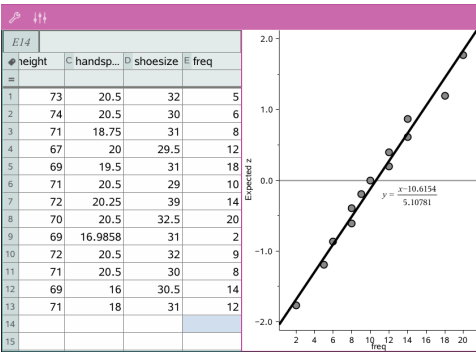 E14
height C handsp... D shoesize E freq
=
1 73 20.5 32 5
2 74 20.5 30 6
3 71 18.75 31 8
4 67 20 29.5 12
5 69 19.5 31 18
6 71 20.5 29 10
7 72 20.25 39 14
8 70 20.5 32.5 20
9 69 16.9858 31 2
10 72 20.5 32 9
11 71 20.5 30 8
12 69 16 30.5 14
13 71 18 31 12
14
15
2.0
1.0
0.0
-1.0
-2.0
Expected z
y = x-10.6154
5.10781
2 4 6 8 10 12 14 16 18 20
freq